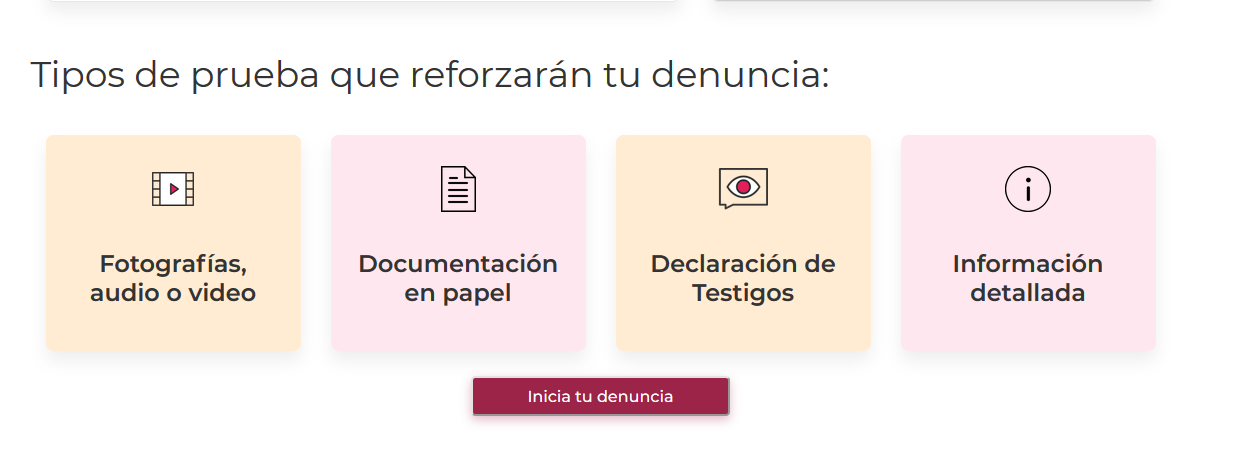 Tipos de prueba que reforzarán tu denuncia:
Fotografías,
audio o video
Documentación
en papel
Declaración de
Testigos
Información
detallada
Inicia tu denuncia